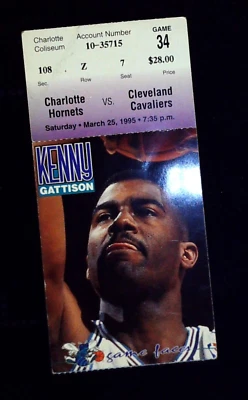 Charlotte Coliseum
Account Number
GAME
10-35715
34
108 . Z 7 $28.00
Sec. Row Seat Price
Charlotte Hornets
VS.
Cleveland Cavaliers
Saturday • March 25, 1995 • 7:35 p.m.
KENNY
GATTISON
game face